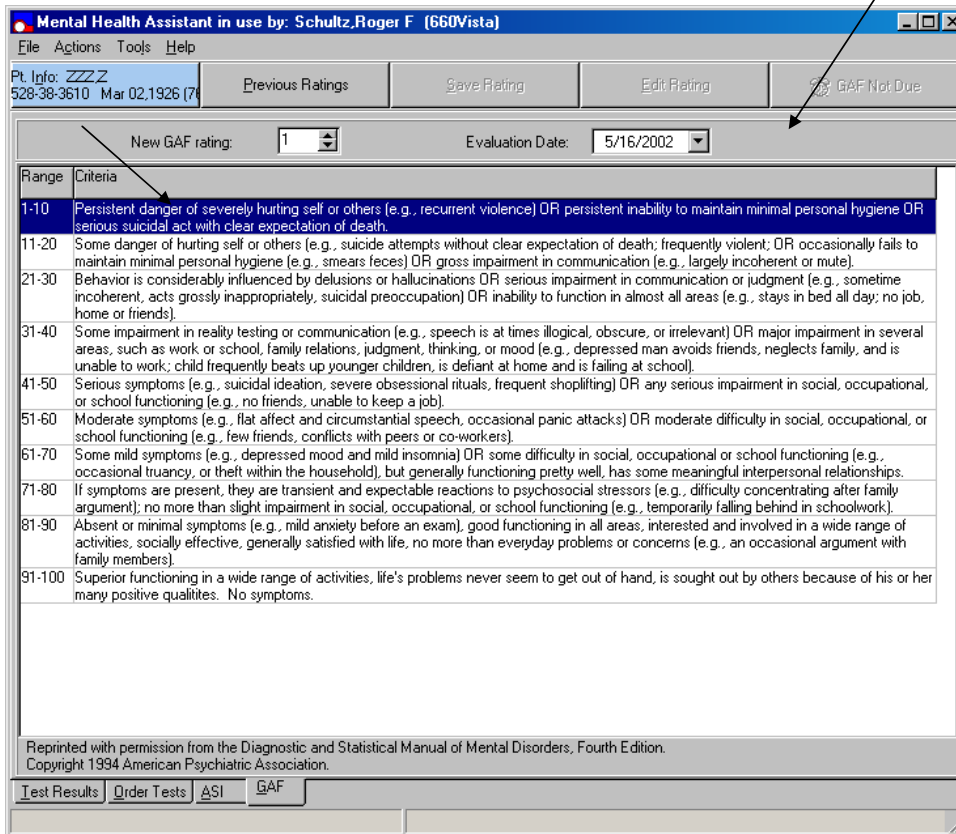 Mental Health Assistant in use by: Schultz,Roger F (660Vista)
File Actions Tools Help
Pt. Info: ZZZ,Z
528-38-3610 Mar 02,1926 (76
Previous Ratings
Save Rating
Edit Rating
GAF Not Due
New GAF rating: 1
Evaluation Date: 5/16/2002
Range Criteria
1-10 Persistent danger of severely hurting self or others (e.g., recurrent violence) OR persistent inability to maintain minimal personal hygiene OR
serious suicidal act with clear expectation of death.
11-20 Some danger of hurting self or others (e.g., suicide attempts without clear expectation of death; frequently violent; OR occasionally fails to
maintain minimal personal hygiene (e.g., smears feces) OR gross impairment in communication (e.g., largely incoherent or mute).
21-30 Behavior is considerably influenced by delusions or hallucinations OR serious impairment in communication or judgment (e.g., sometime
incoherent, acts grossly inappropriately, suicidal preoccupation) OR inability to function in almost all areas (e.g., stays in bed all day; no job,
home or friends).
31-40 Some impairment in reality testing or communication (e.g., speech is at times illogical, obscure, or irrelevant) OR major impairment in several
areas, such as work or school, family relations, judgment, thinking, or mood (e.g., depressed man avoids friends, neglects family, and is
unable to work; child frequently beats up younger children, is defiant at home and is failing at school).
41-50 Serious symptoms (e.g., suicidal ideation, severe obsessional rituals, frequent shoplifting) OR any serious impairment in social, occupational,
or school functioning (e.g., no friends, unable to keep a job).
51-60 Moderate symptoms (e.g., flat affect and circumstantial speech, occasional panic attacks) OR moderate difficulty in social, occupational, or
school functioning (e.g., few friends, conflicts with peers or co-workers).
61-70 Some mild symptoms (e.g., depressed mood and mild insomnia) OR some difficulty in social, occupational or school functioning (e.g.,
occasional truancy, or theft within the household), but generally functioning pretty well, has some meaningful interpersonal relationships.
71-80 If symptoms are present, they are transient and expectable reactions to psychosocial stressors (e.g., difficulty concentrating after family
argument); no more than slight impairment in social, occupational, or school functioning (e.g., temporarily falling behind in schoolwork).
81-90 Absent or minimal symptoms (e.g., mild anxiety before an exam), good functioning in all areas, interested and involved in a wide range of
activities, socially effective, generally satisfied with life, no more than everyday problems or concerns (e.g., an occasional argument with
family members).
91-100 Superior functioning in a wide range of activities, life's problems never seem to get out of hand, is sought out by others because of his or her
many positive qualitites. No symptoms.
Reprinted with permission from the Diagnostic and Statistical Manual of Mental Disorders, Fourth Edition.
Copyright 1994 American Psychiatric Association.
Test Results Order Tests ASI GAF